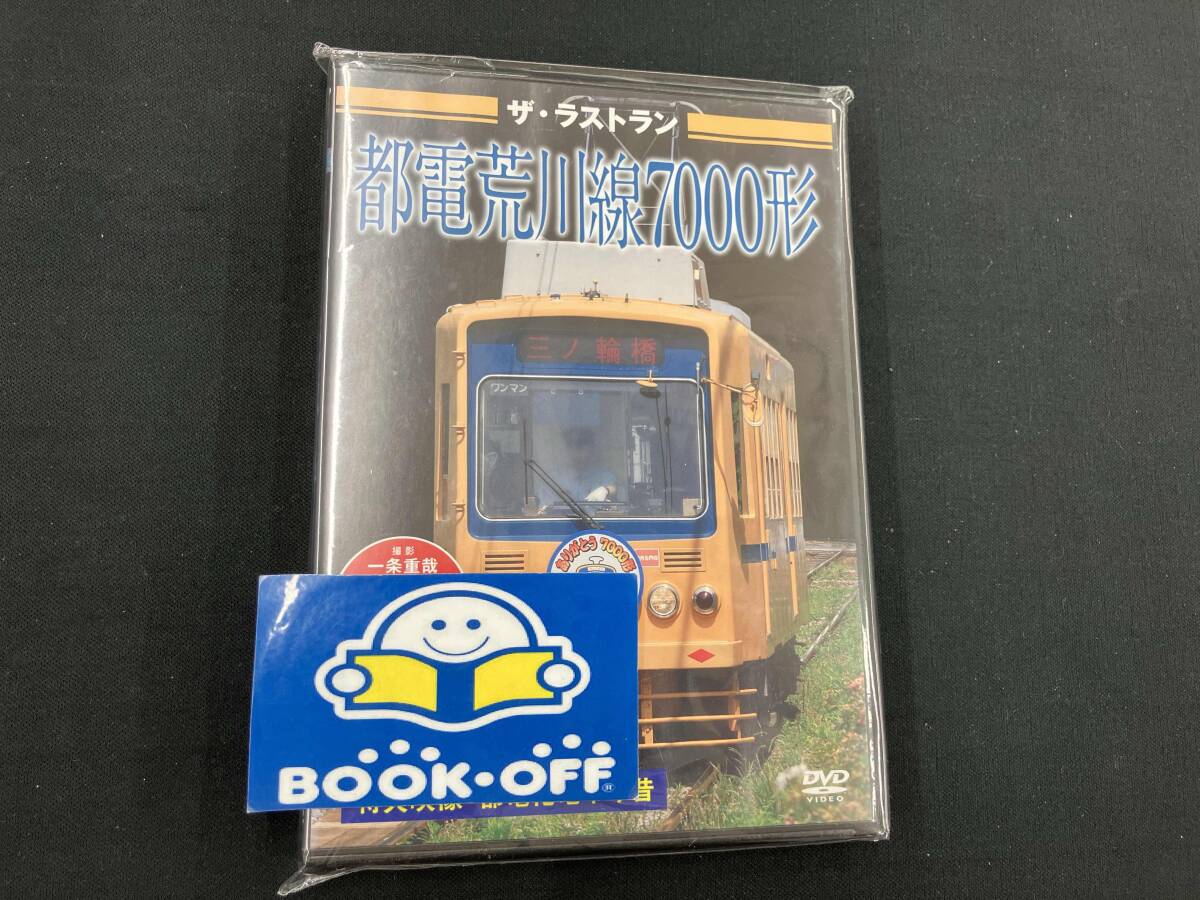 ザ・ラストラン
都電荒川線7000形
三ノ輪橋
ワンマン
ありがとう 7000形
撮影
一条重哉
BOOK・OFF®
DVD
VIDEO